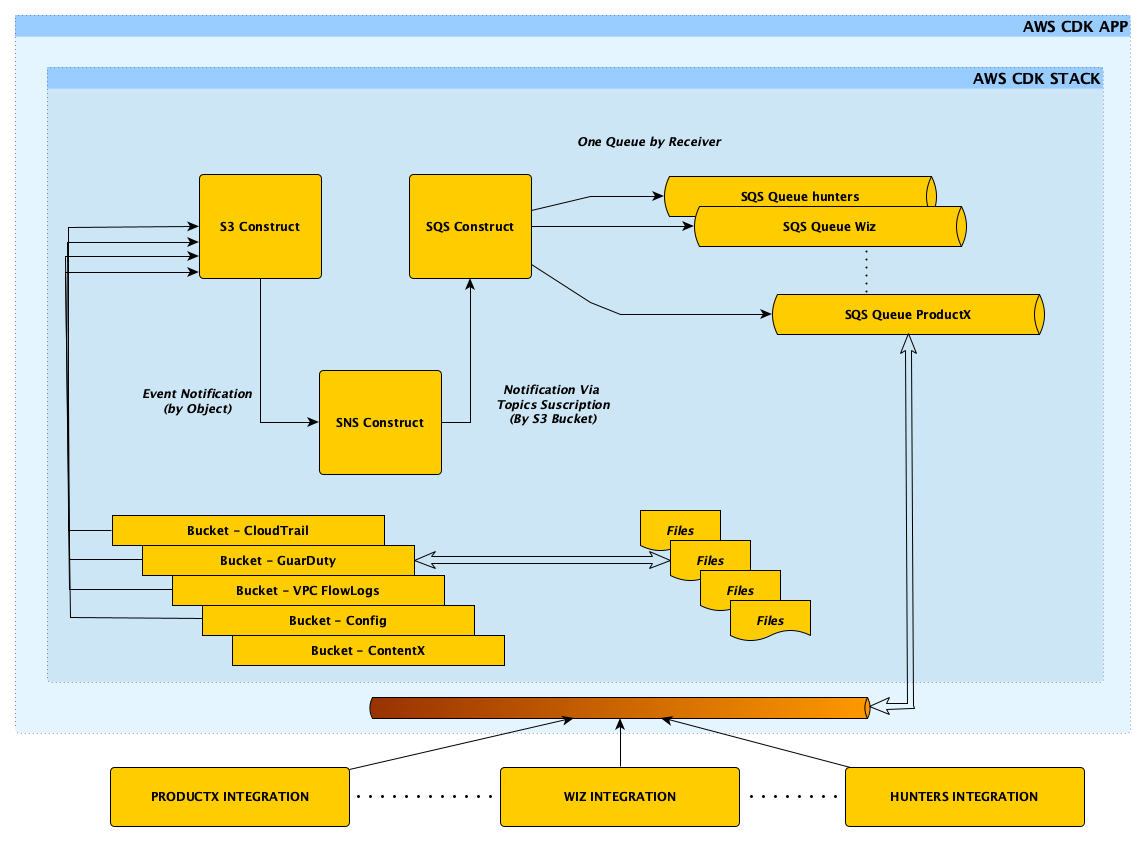 AWS CDK APP
AWS CDK STACK
One Queue by Receiver
S3 Construct
SQS Construct
SQS Queue hunters
SQS Queue Wiz
SQS Queue ProductX
Event Notification
(by Object)
SNS Construct
Notification Via
Topics Suscription
(By S3 Bucket)
Bucket - CloudTrail
Bucket - GuarDuty
Bucket - VPC FlowLogs
Bucket - Config
Bucket - ContentX
Files
Files
Files
Files
PRODUCTX INTEGRATION
WIZ INTEGRATION
HUNTERS INTEGRATION